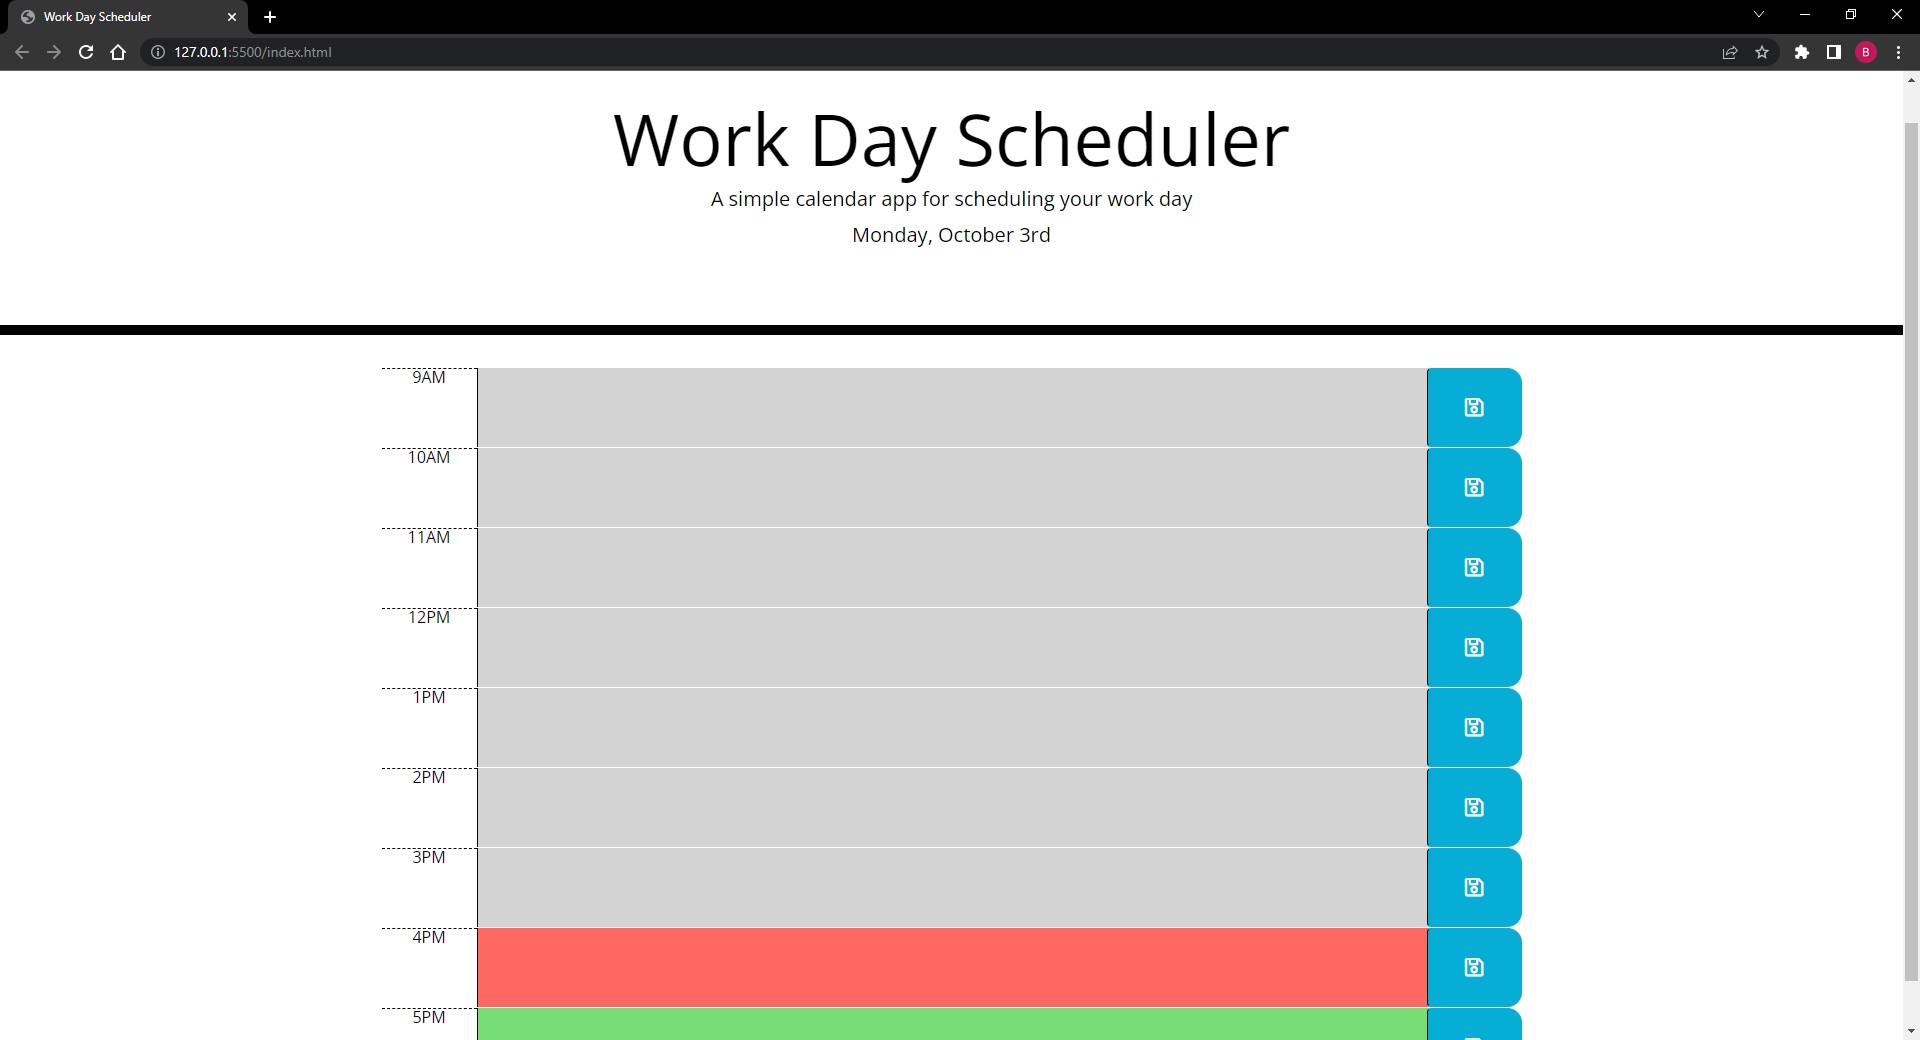 Work Day Scheduler
127.0.0.1:5500/index.html
B
Work Day Scheduler
A simple calendar app for scheduling your work day
Monday, October 3rd
9AM
10AM
11AM
12PM
1PM
2PM
3PM
4PM
5PM